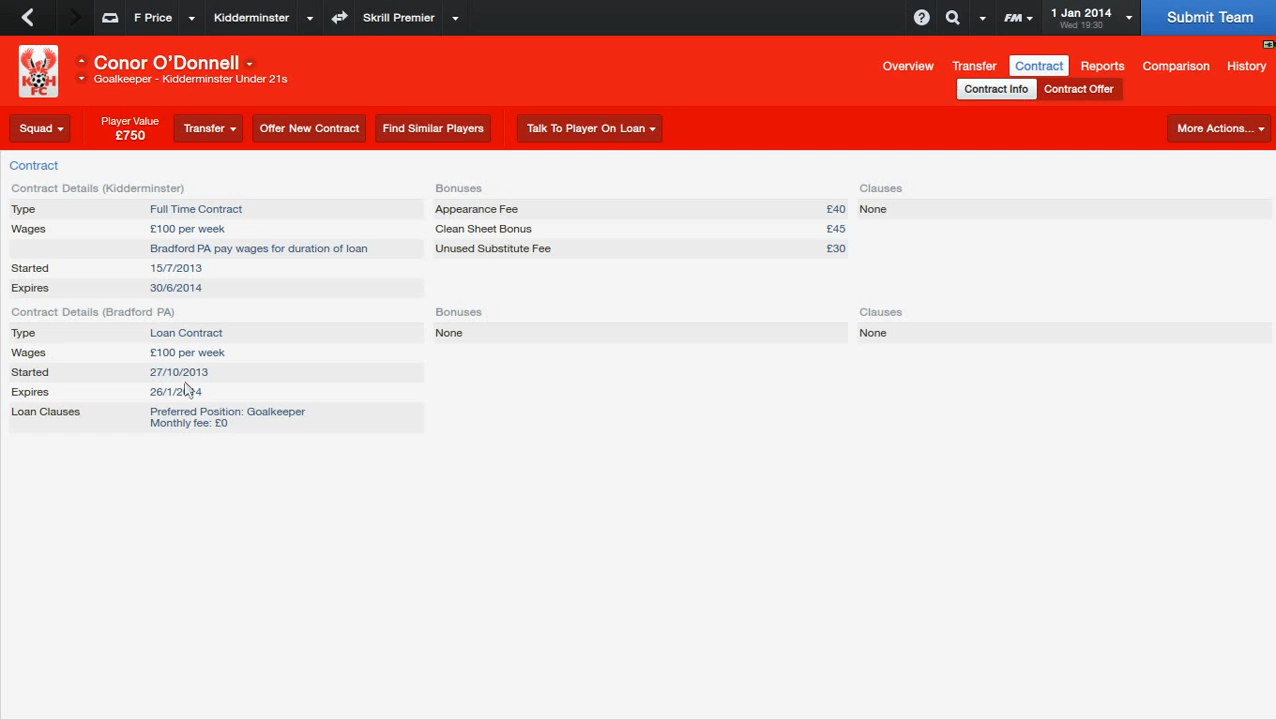 F Price
Kidderminster
Skrill Premier
FM
1 Jan 2014
Wed 19:30
Submit Team
KHFC
Conor O'Donnell
Goalkeeper - Kidderminster Under 21s
Overview
Transfer
Contract
Reports
Comparison
History
Contract Info
Contract Offer
Squad
Player Value
£750
Transfer
Offer New Contract
Find Similar Players
Talk To Player On Loan
More Actions...
Contract
Contract Details (Kidderminster)
Bonuses
Clauses
Type Full Time Contract
Appearance Fee £40
None
Wages £100 per week
Clean Sheet Bonus £45
Bradford PA pay wages for duration of loan
Unused Substitute Fee £30
Started 15/7/2013
Expires 30/6/2014
Contract Details (Bradford PA)
Bonuses
Clauses
Type Loan Contract
None
None
Wages £100 per week
Started 27/10/2013
Expires 26/1/2014
Loan Clauses Preferred Position: Goalkeeper
Monthly fee: £0